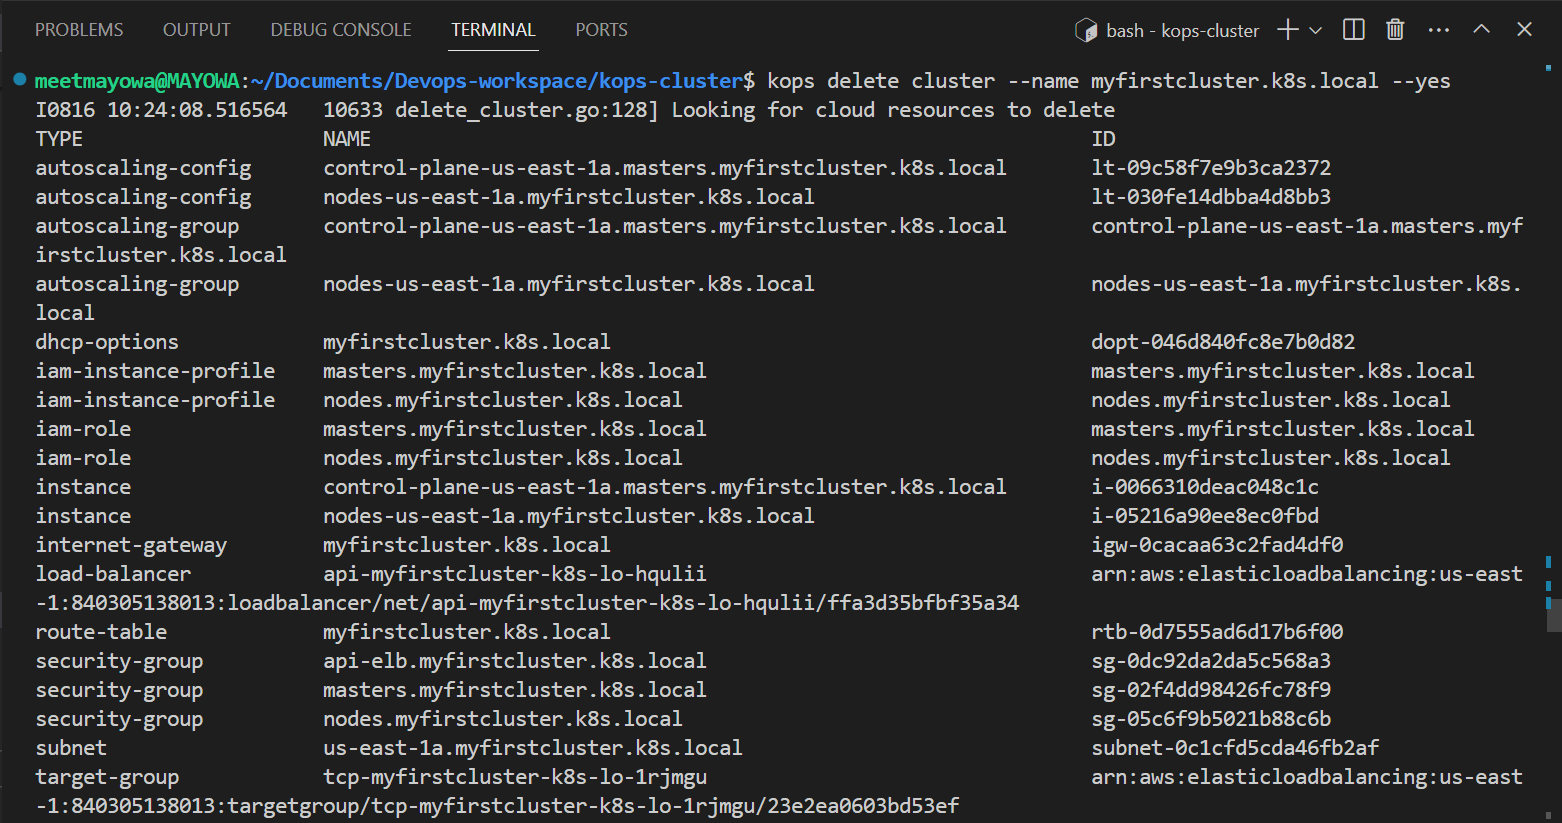 PROBLEMS OUTPUT DEBUG CONSOLE TERMINAL PORTS bash - kops-cluster
meetmayowa@MAYOWA:~/Documents/Devops-workspace/kops-cluster$ kops delete cluster --name myfirstcluster.k8s.local --yes
I0816 10:24:08.516564 10633 delete_cluster.go:128] Looking for cloud resources to delete
TYPE NAME ID
autoscaling-config control-plane-us-east-1a.masters.myfirstcluster.k8s.local lt-09c58f7e9b3ca2372
autoscaling-config nodes-us-east-1a.myfirstcluster.k8s.local lt-030fe14dbba4d8bb3
autoscaling-group control-plane-us-east-1a.masters.myfirstcluster.k8s.local control-plane-us-east-1a.masters.myf
irstcluster.k8s.local
autoscaling-group nodes-us-east-1a.myfirstcluster.k8s.local nodes-us-east-1a.myfirstcluster.k8s.
local
dhcp-options myfirstcluster.k8s.local dopt-046d840fc8e7b0d82
iam-instance-profile masters.myfirstcluster.k8s.local masters.myfirstcluster.k8s.local
iam-instance-profile nodes.myfirstcluster.k8s.local nodes.myfirstcluster.k8s.local
iam-role masters.myfirstcluster.k8s.local masters.myfirstcluster.k8s.local
iam-role nodes.myfirstcluster.k8s.local nodes.myfirstcluster.k8s.local
instance control-plane-us-east-1a.masters.myfirstcluster.k8s.local i-0066310deac048c1c
instance nodes-us-east-1a.myfirstcluster.k8s.local i-05216a90ee8ec0fbd
internet-gateway myfirstcluster.k8s.local igw-0cacaa63c2fad4df0
load-balancer api-myfirstcluster-k8s-lo-hqulii arn:aws:elasticloadbalancing:us-east
-1:840305138013:loadbalancer/net/api-myfirstcluster-k8s-lo-hqulii/ffa3d35bfbf35a34
route-table myfirstcluster.k8s.local rtb-0d7555ad6d17b6f00
security-group api-elb.myfirstcluster.k8s.local sg-0dc92da2da5c568a3
security-group masters.myfirstcluster.k8s.local sg-02f4dd98426fc78f9
security-group nodes.myfirstcluster.k8s.local sg-05c6f9b5021b88c6b
subnet us-east-1a.myfirstcluster.k8s.local subnet-0c1cfd5cda46fb2af
target-group tcp-myfirstcluster-k8s-lo-1rjmgu arn:aws:elasticloadbalancing:us-east
-1:840305138013:targetgroup/tcp-myfirstcluster-k8s-lo-1rjmgu/23e2ea0603bd53ef